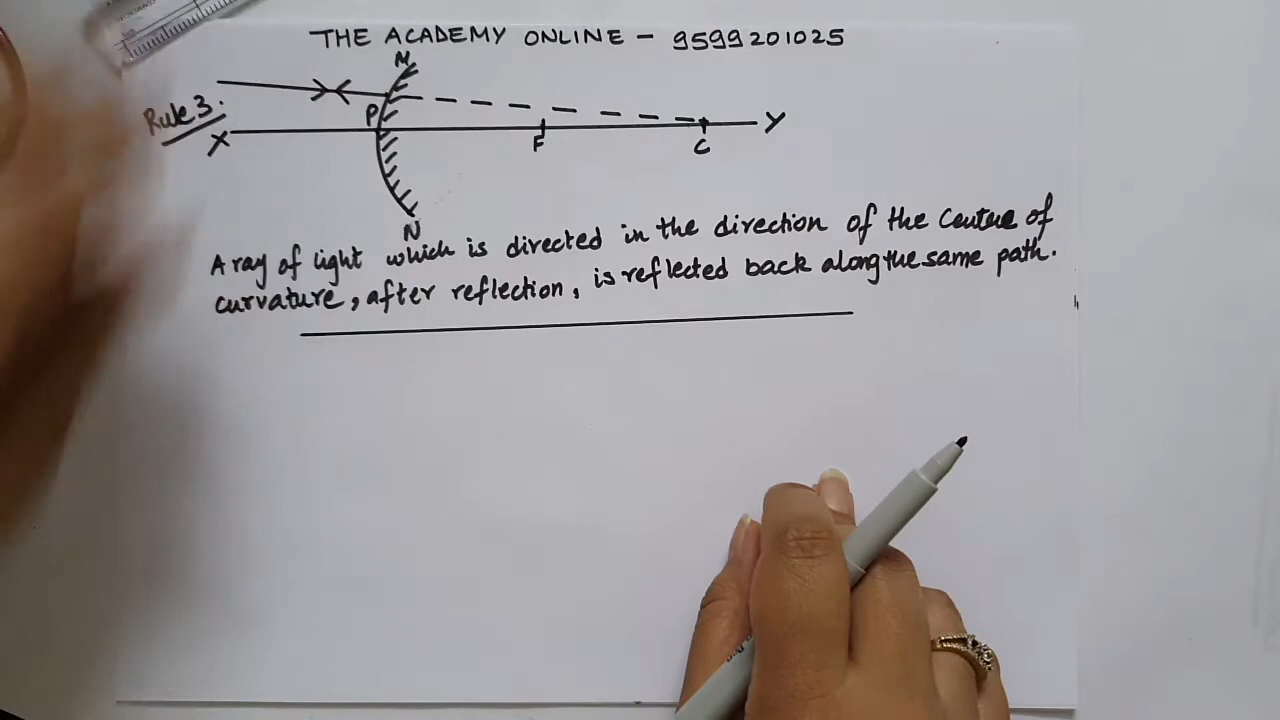 THE ACADEMY ONLINE - 9599201025
M
Rule 3.
P
X
F
C
Y
N
A ray of light which is directed in the direction of the Centre of
curvature, after reflection, is reflected back along the same path.